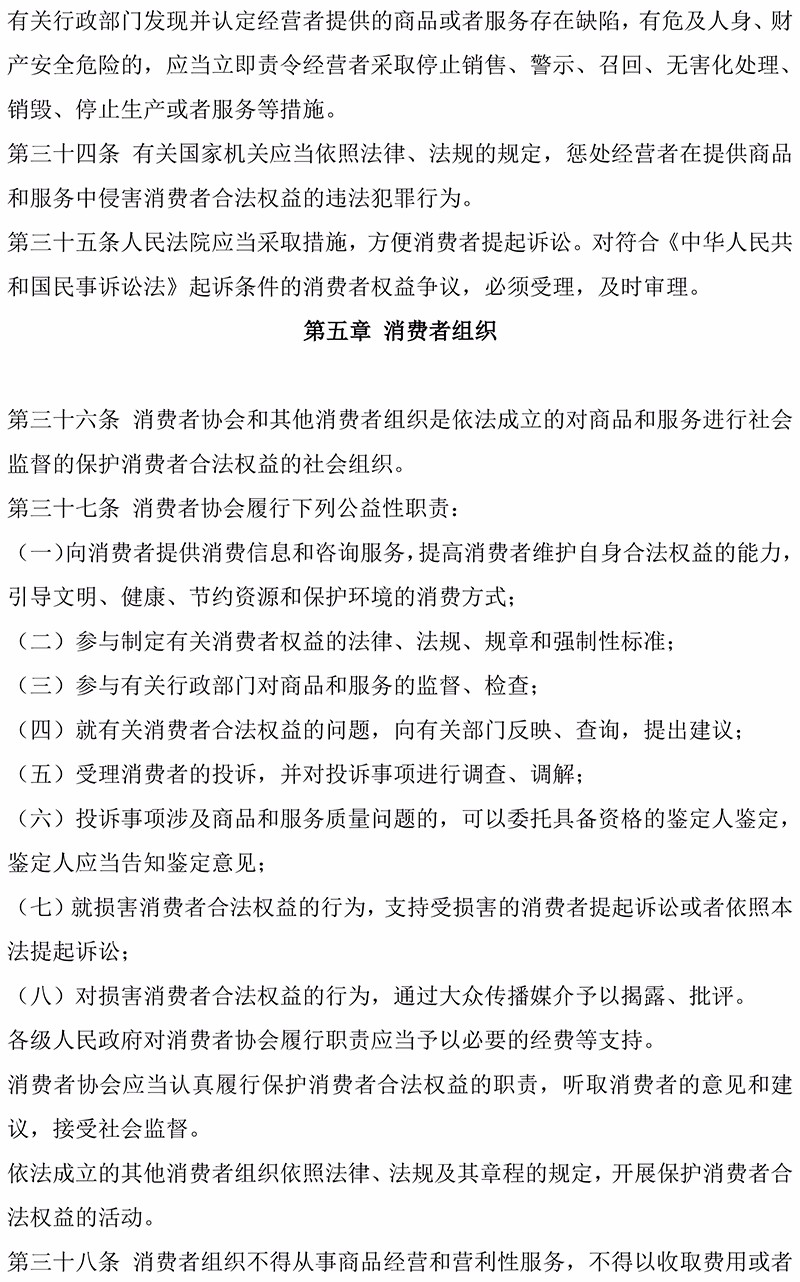 有关行政部门发现并认定经营者提供的商品或者服务存在缺陷，有危及人身、财
产安全危险的，应当立即责令经营者采取停止销售、警示、召回、无害化处理、
销毁、停止生产或者服务等措施。
第三十四条 有关国家机关应当依照法律、法规的规定，惩处经营者在提供商品
和服务中侵害消费者合法权益的违法犯罪行为。
第三十五条人民法院应当采取措施，方便消费者提起诉讼。对符合《中华人民共
和国民事诉讼法》起诉条件的消费者权益争议，必须受理，及时审理。
第五章 消费者组织
第三十六条 消费者协会和其他消费者组织是依法成立的对商品和服务进行社会
监督的保护消费者合法权益的社会组织。
第三十七条 消费者协会履行下列公益性职责：
（一）向消费者提供消费信息和咨询服务，提高消费者维护自身合法权益的能力，
引导文明、健康、节约资源和保护环境的消费方式；
（二）参与制定有关消费者权益的法律、法规、规章和强制性标准；
（三）参与有关行政部门对商品和服务的监督、检查；
（四）就有关消费者合法权益的问题，向有关部门反映、查询，提出建议；
（五）受理消费者的投诉，并对投诉事项进行调查、调解；
（六）投诉事项涉及商品和服务质量问题的，可以委托具备资格的鉴定人鉴定，
鉴定人应当告知鉴定意见；
（七）就损害消费者合法权益的行为，支持受损害的消费者提起诉讼或者依照本
法提起诉讼；
（八）对损害消费者合法权益的行为，通过大众传播媒介予以揭露、批评。
各级人民政府对消费者协会履行职责应当予以必要的经费等支持。
消费者协会应当认真履行保护消费者合法权益的职责，听取消费者的意见和建
议，接受社会监督。
依法成立的其他消费者组织依照法律、法规及其章程的规定，开展保护消费者合
法权益的活动。
第三十八条 消费者组织不得从事商品经营和营利性服务，不得以收取费用或者